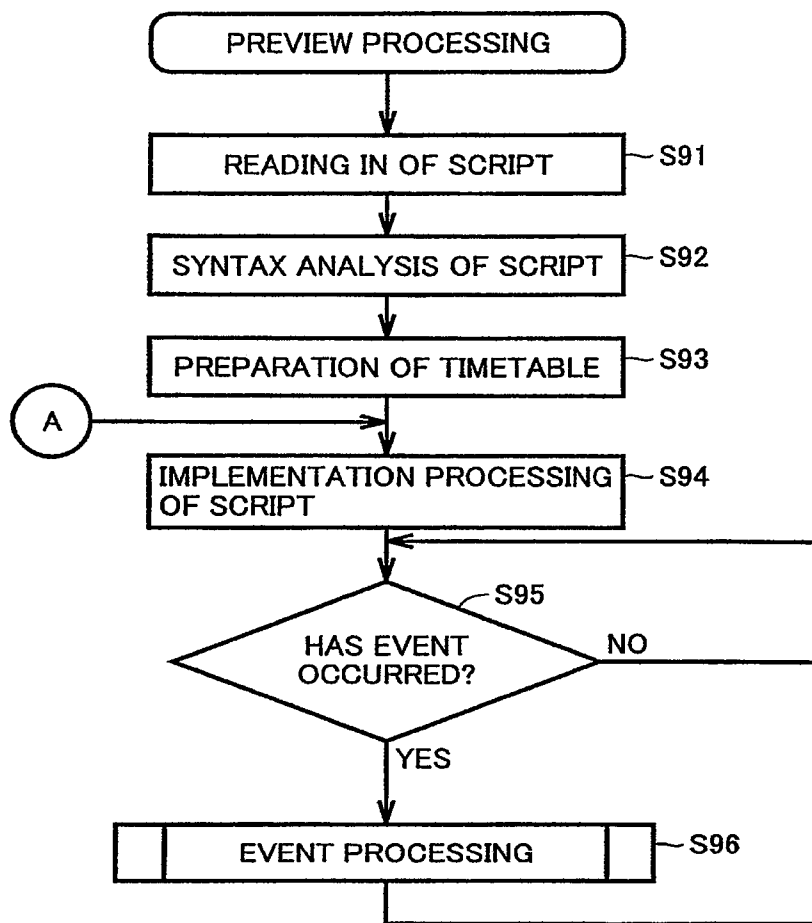 PREVIEW PROCESSING
READING IN OF SCRIPT
S91
SYNTAX ANALYSIS OF SCRIPT
S92
PREPARATION OF TIMETABLE
S93
A
IMPLEMENTATION PROCESSING
OF SCRIPT
S94
S95
HAS EVENT
OCCURRED?
NO
YES
EVENT PROCESSING
S96